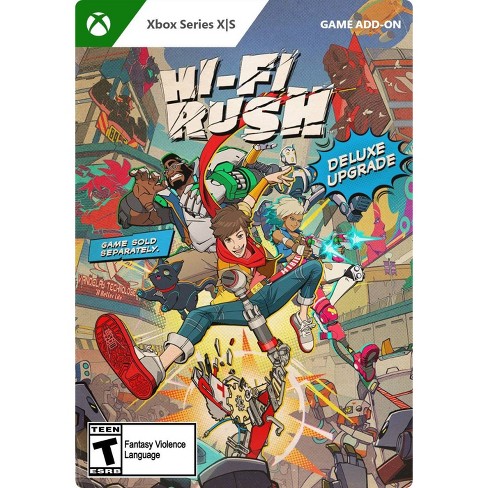 Xbox Series X|S
GAME ADD-ON
HI-FI
RUSH
DELUXE
UPGRADE
GAME SOLD
SEPARATELY.
TEEN
T
ESRB
Fantasy Violence
Language